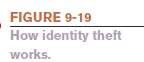 FIGURE 9-19
How identity theft
works.